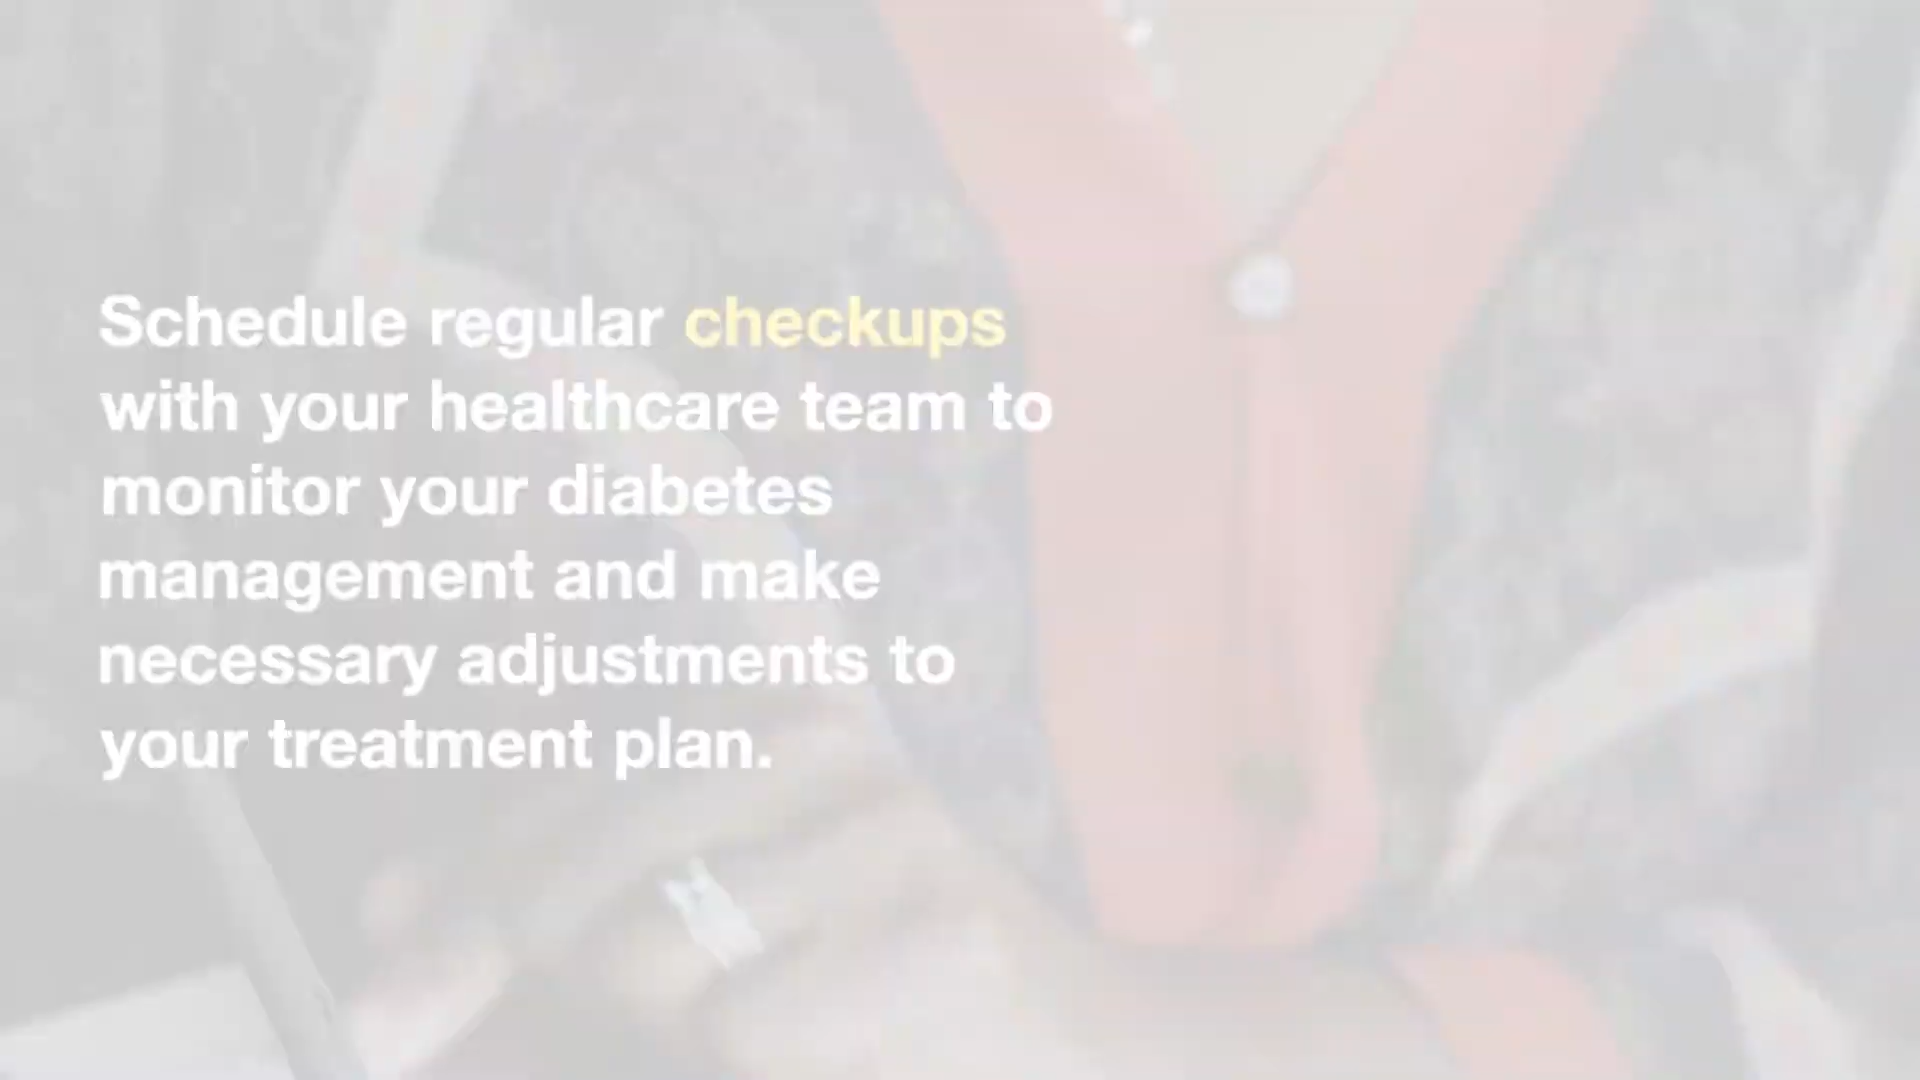 Schedule regular checkups
with your healthcare team to
monitor your diabetes
management and make
necessary adjustments to
your treatment plan.